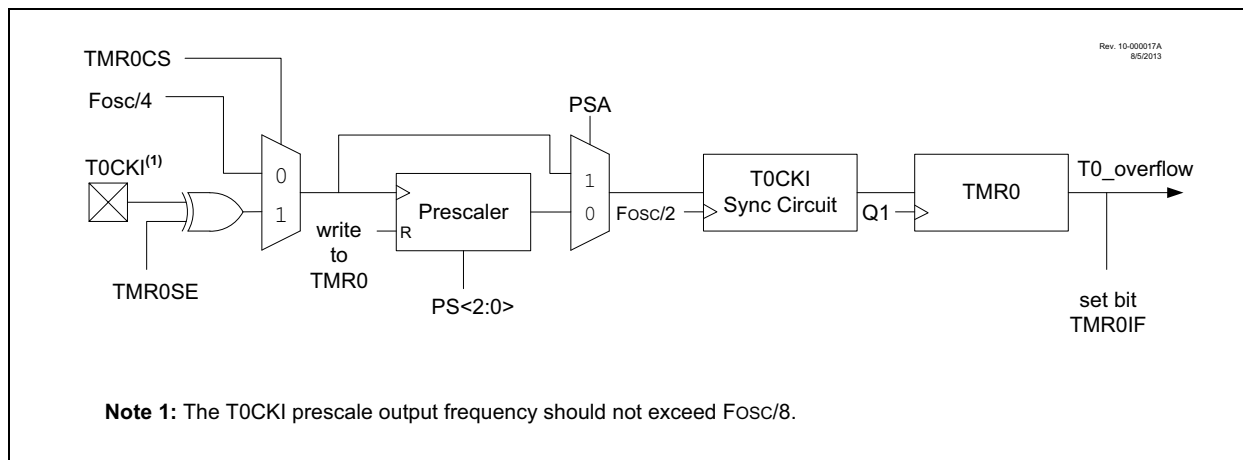 Rev. 10-000017A
8/5/2013
TMR0CS
Fosc/4
PSA
T0CKI(1)
0
1
1
0
T0CKI
Sync Circuit
TMR0
T0_overflow
Prescaler
R
FOSC/2
Q1
write
to
TMR0
TMR0SE
PS<2:0>
set bit
TMR0IF
Note 1: The T0CKI prescale output frequency should not exceed FOSC/8.